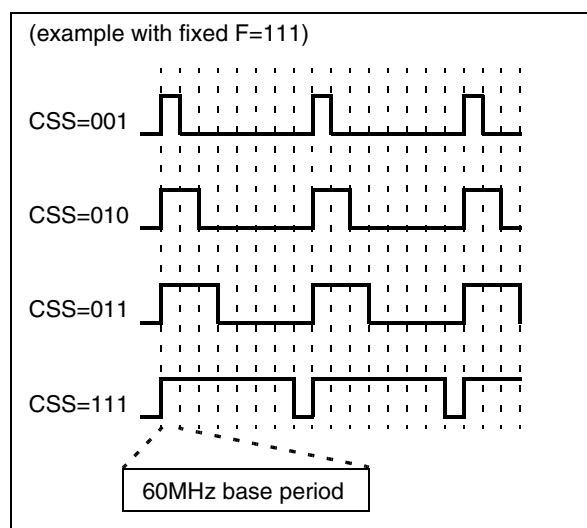 (example with fixed F=111)
CSS=001
CSS=010
CSS=011
CSS=111
60MHz base period